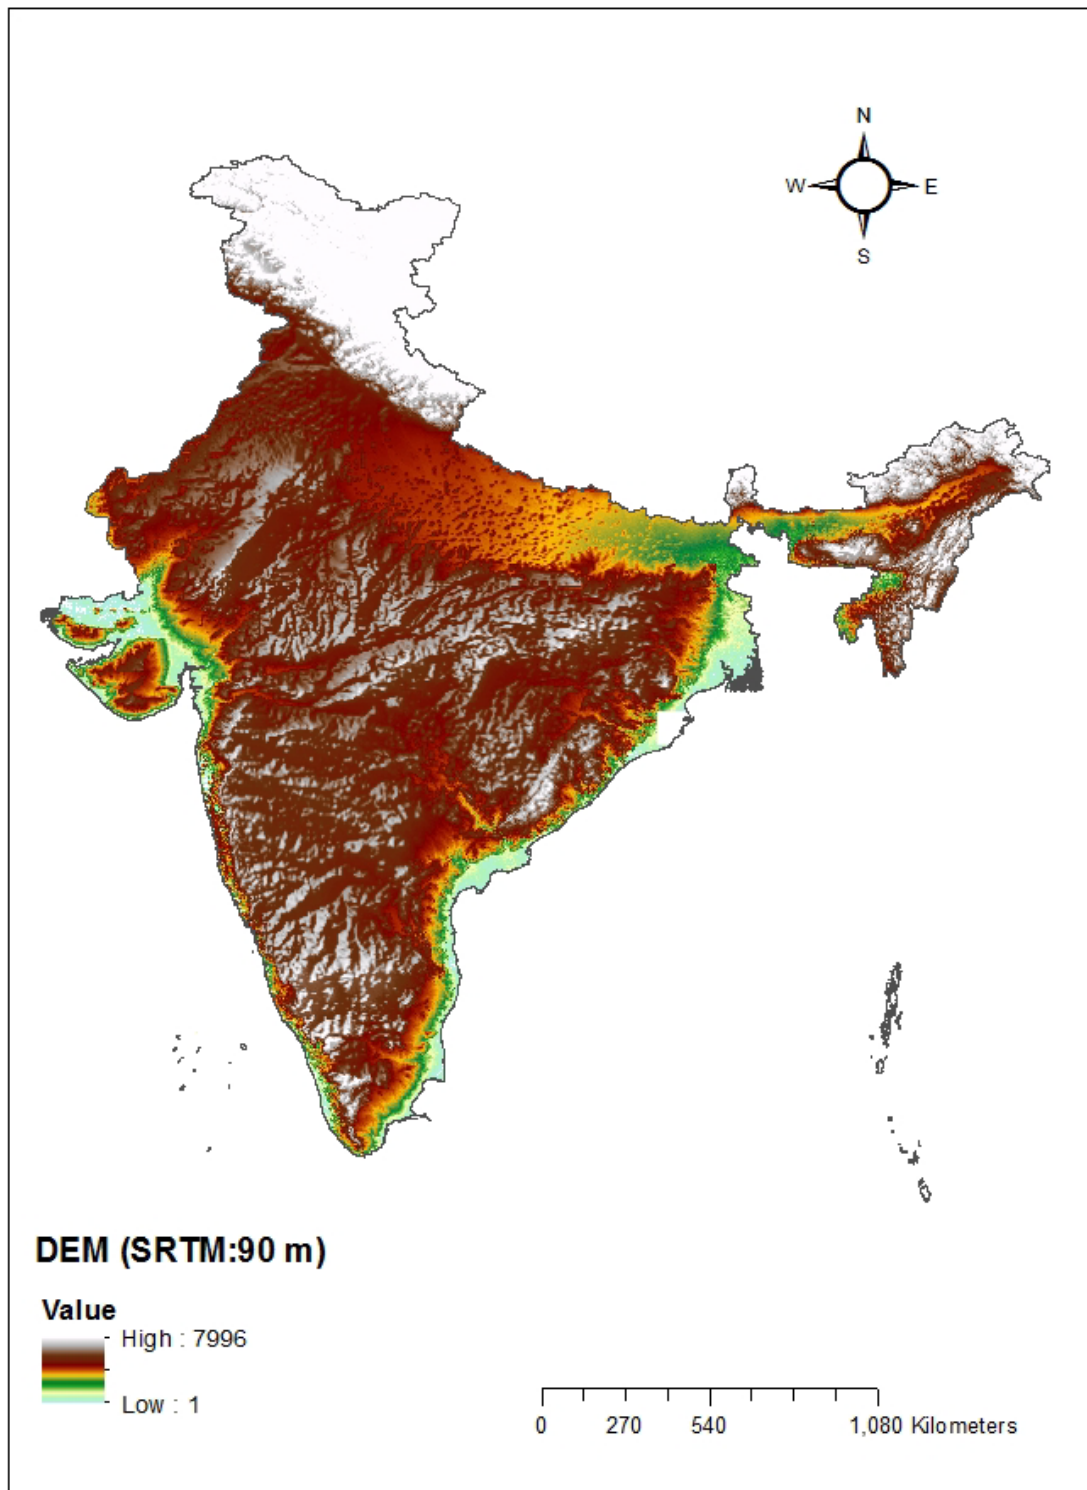 N
W E
S
DEM (SRTM:90 m)
Value
High : 7996
Low : 1
0 270 540 1,080 Kilometers